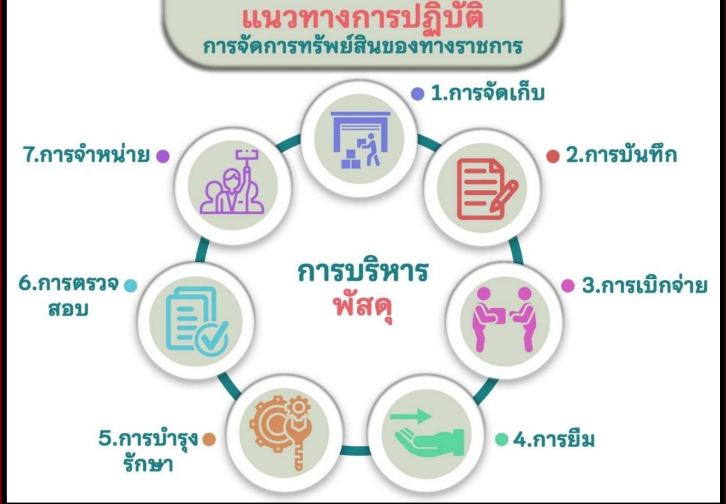 แนวทางการปฏิบัติ
การจัดการทรัพย์สินของทางราชการ
1.การจัดเก็บ
2.การบันทึก
3.การเบิกจ่าย
4.การยืม
5.การบำรุง
รักษา
6.การตรวจ
สอบ
7.การจำหน่าย
การบริหาร
พัสดุ